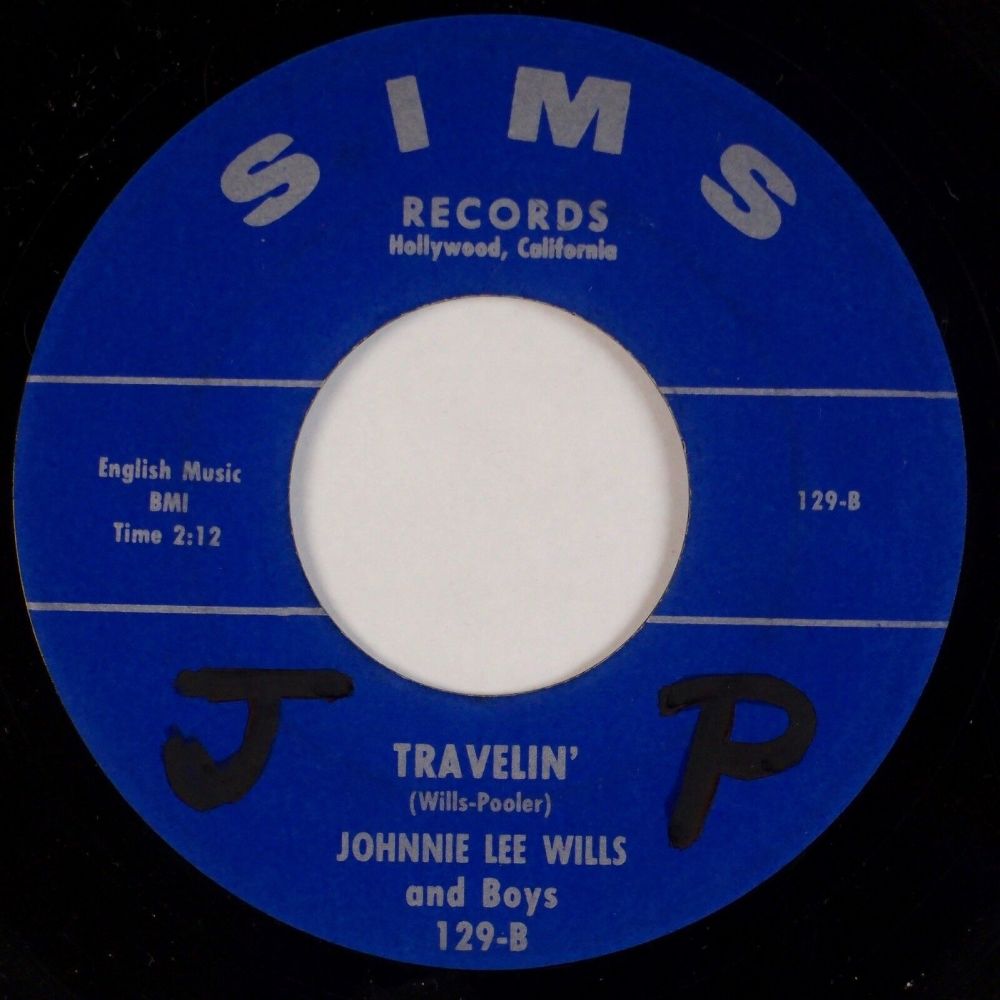 SIMS
RECORDS
Hollywood, California
English Music
BMI
Time 2:12
129-B
J P
TRAVELIN'
(Wills-Pooler)
JOHNNIE LEE WILLS
and Boys
129-B